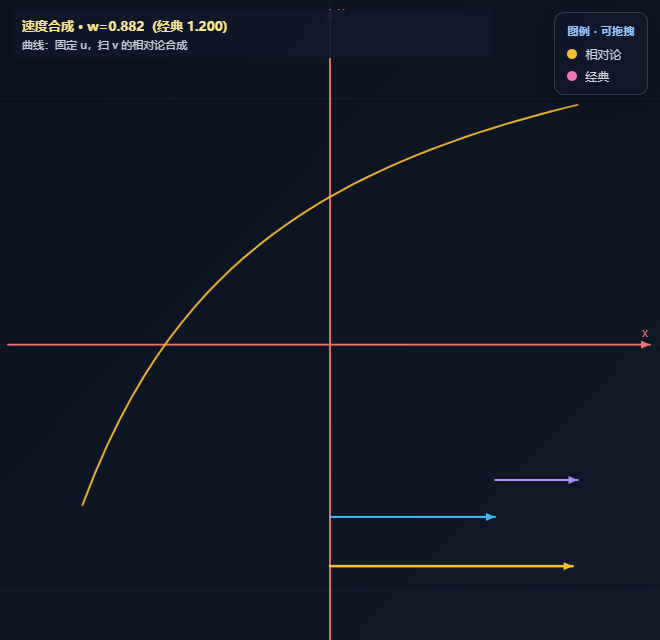 速度合成 • w=0.882（经典 1.200）
曲线：固定 u，扫 v 的相对论合成
图例 · 可拖拽
相对论
经典
x